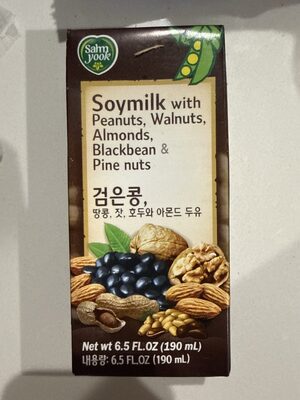 Sahm
yook
Soymilk with
Peanuts, Walnuts,
Almonds,
Blackbean &
Pine nuts
검은콩,
땅콩, 잣, 호두와 아몬드 두유
Net wt 6.5 FL.OZ (190 mL)
내용량: 6.5 FL.OZ (190 mL)